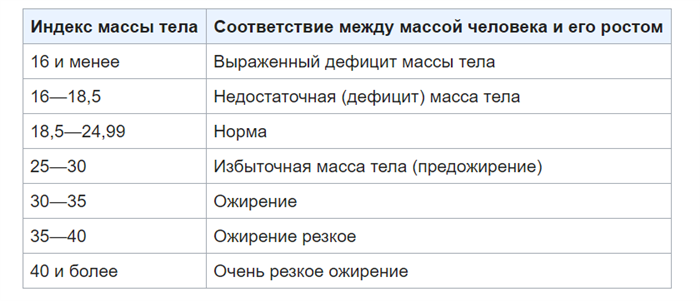 Индекс массы тела Соответствие между массой человека и его ростом
16 и менее Выраженный дефицит массы тела
16—18,5 Недостаточная (дефицит) масса тела
18,5—24,99 Норма
25—30 Избыточная масса тела (предожирение)
30—35 Ожирение
35—40 Ожирение резкое
40 и более Очень резкое ожирение